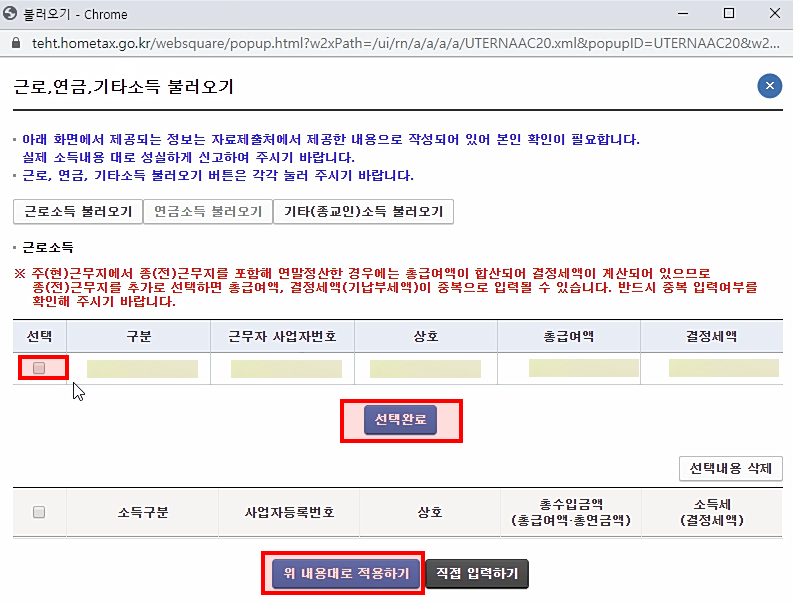 불러오기 - Chrome
teht.hometax.go.kr/websquare/popup.html?w2xPath=/ui/rn/a/a/a/a/UTERNAAC20.xml&popupID=UTERNAAC20&w2...
근로,연금,기타소득 불러오기
아래 화면에서 제공되는 정보는 자료제출처에서 제공한 내용으로 작성되어 있어 본인 확인이 필요합니다.
실제 소득내용 대로 성실하게 신고하여 주시기 바랍니다.
근로, 연금, 기타소득 불러오기 버튼은 각각 눌러 주시기 바랍니다.
근로소득 불러오기 연금소득 불러오기 기타(종교인)소득 불러오기
근로소득
※ 주(현)근무지에서 종(전)근무지를 포함해 연말정산한 경우에는 총급여액이 합산되어 결정세액이 계산되어 있으므로
종(전)근무지를 추가로 선택하면 총급여액, 결정세액(기납부세액)이 중복으로 입력될 수 있습니다. 반드시 중복 입력여부를
확인해 주시기 바랍니다.
선택 구분 근무자 사업자번호 상호 총급여액 결정세액
선택완료
선택내용 삭제
소득구분 사업자등록번호 상호 총수입금액 소득세
(총급여액·총연금액) (결정세액)
위 내용대로 적용하기 직접 입력하기